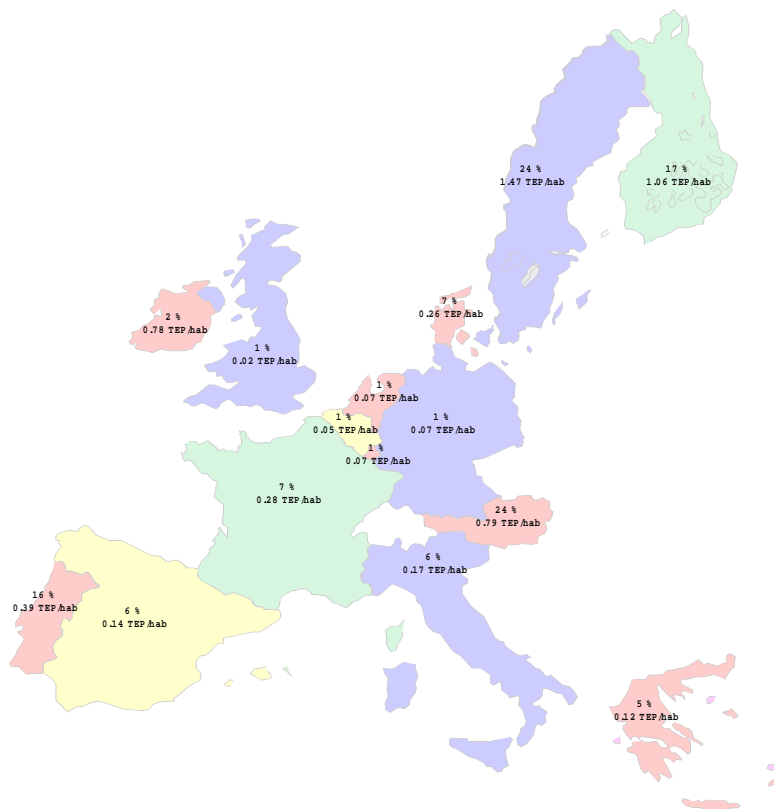 24 %
1.47 TEP/hab
17 %
1.06 TEP/hab
7 %
0.26 TEP/hab
2 %
0.78 TEP/hab
1 %
0.02 TEP/hab
1 %
0.07 TEP/hab
1 %
0.05 TEP/hab
1 %
0.07 TEP/hab
1 %
0.07 TEP/hab
7 %
0.28 TEP/hab
24 %
0.79 TEP/hab
6 %
0.17 TEP/hab
16 %
0.39 TEP/hab
6 %
0.14 TEP/hab
5 %
0.12 TEP/hab